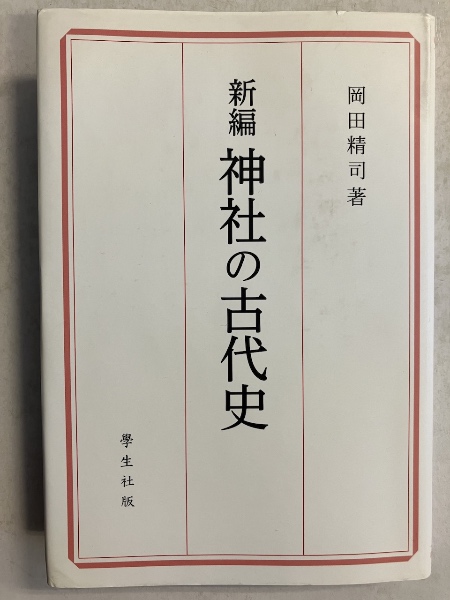 岡田精司著
新編 神社の古代史
學生社版